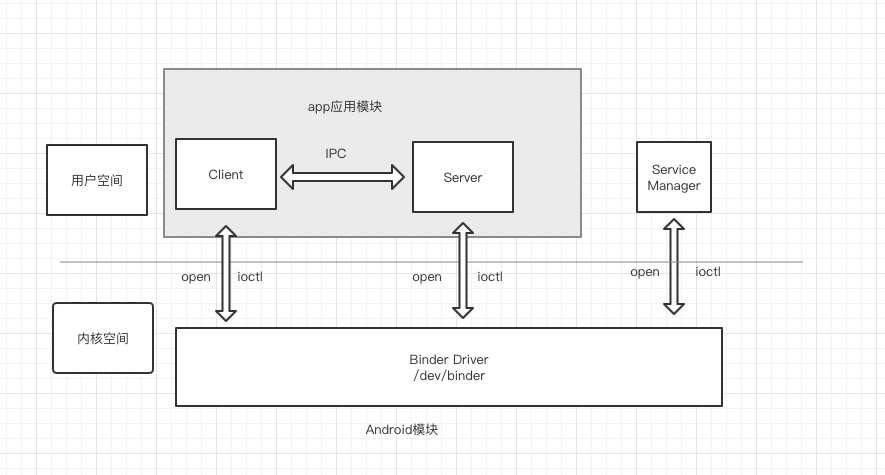 app应用模块
用户空间
Client
IPC
Server
Service
Manager
open
ioctl
open
ioctl
open
ioctl
内核空间
Binder Driver
/dev/binder
Android模块